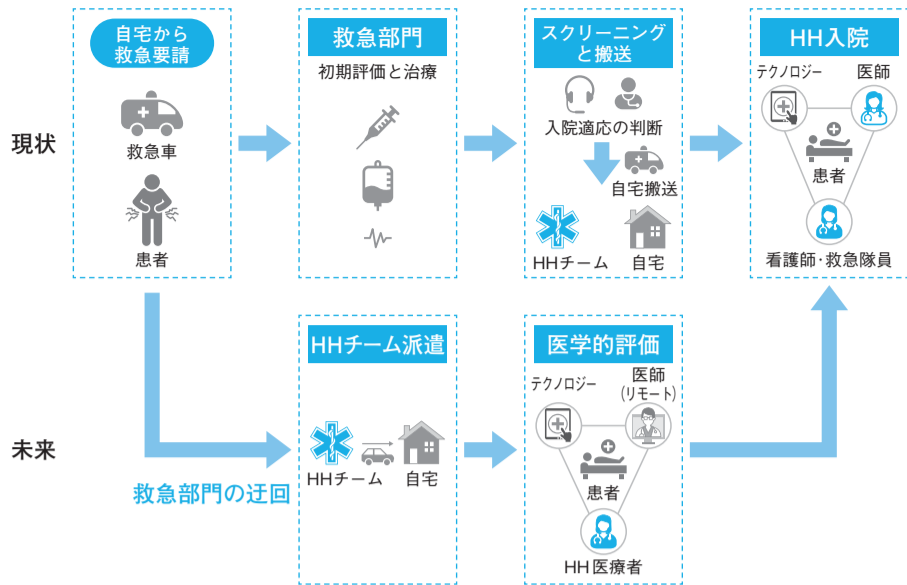 現状
自宅から
救急要請
救急車
患者
救急部門
初期評価と治療
スクリーニング
と搬送
入院適応の判断
自宅搬送
HHチーム
自宅
HH入院
テクノロジー
医師
患者
看護師・救急隊員
未来
救急部門の迂回
HHチーム派遣
HHチーム
自宅
医学的評価
テクノロジー
医師
(リモート)
患者
HH医療者